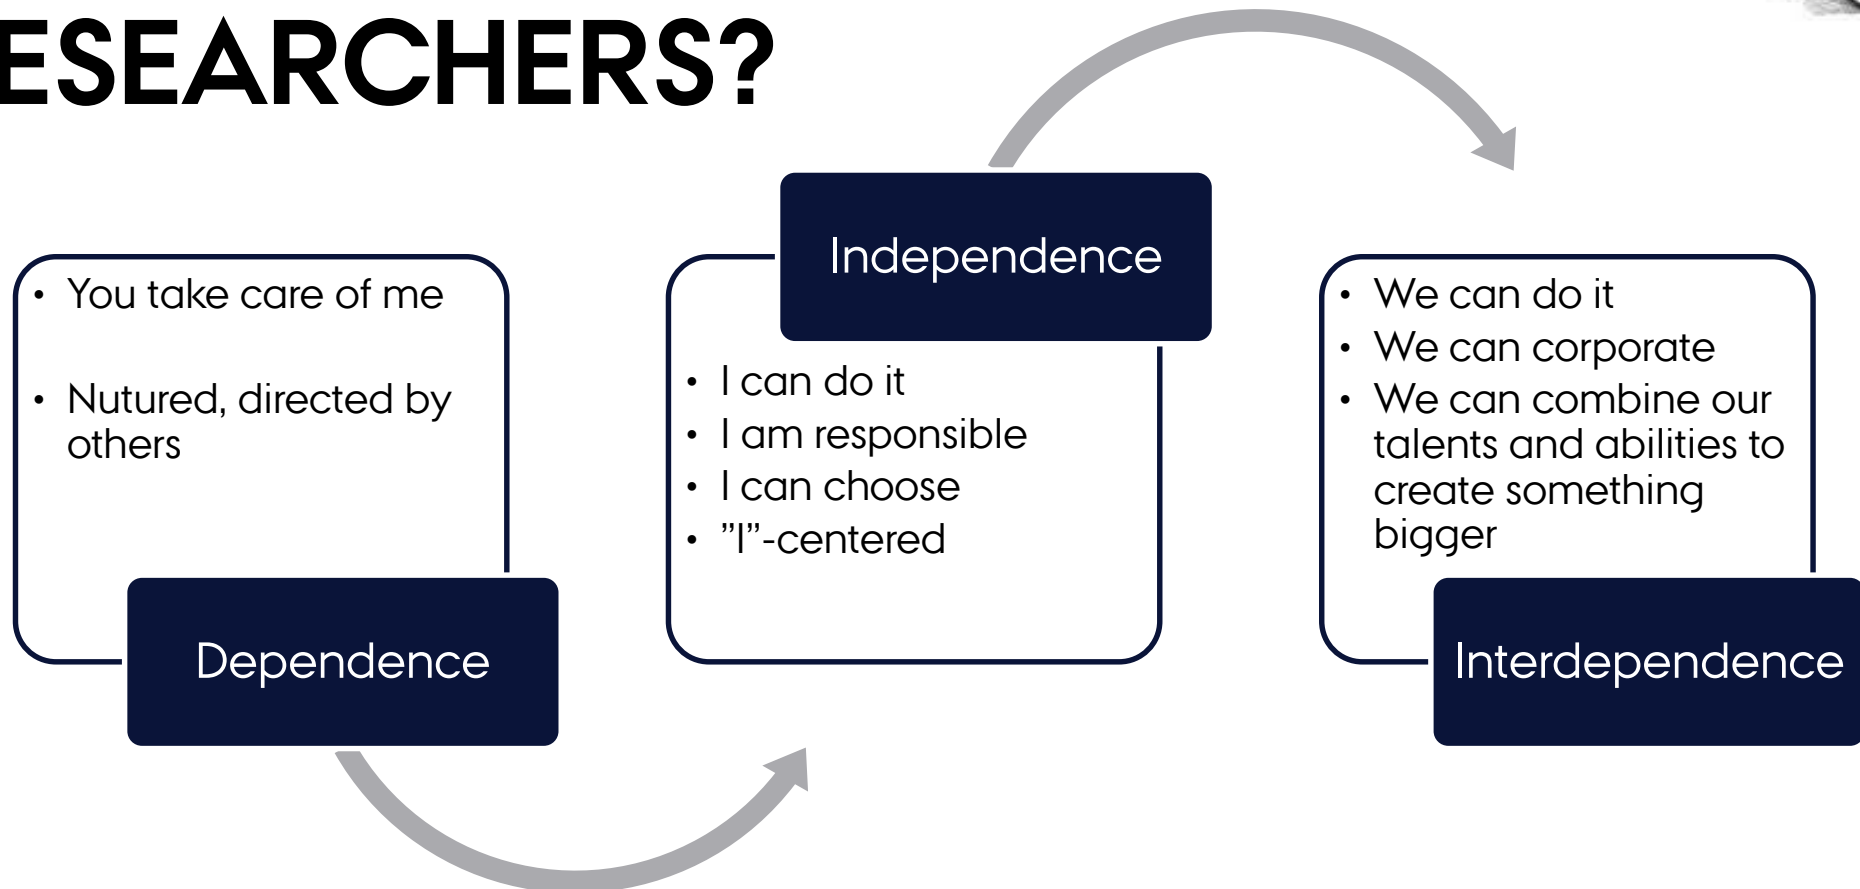 ESEARCHERS?
• You take care of me
• Nutured, directed by
others
Dependence
Independence
• I can do it
• I am responsible
• I can choose
• ”I”-centered
• We can do it
• We can corporate
• We can combine our
talents and abilities to
create something
bigger
Interdependence